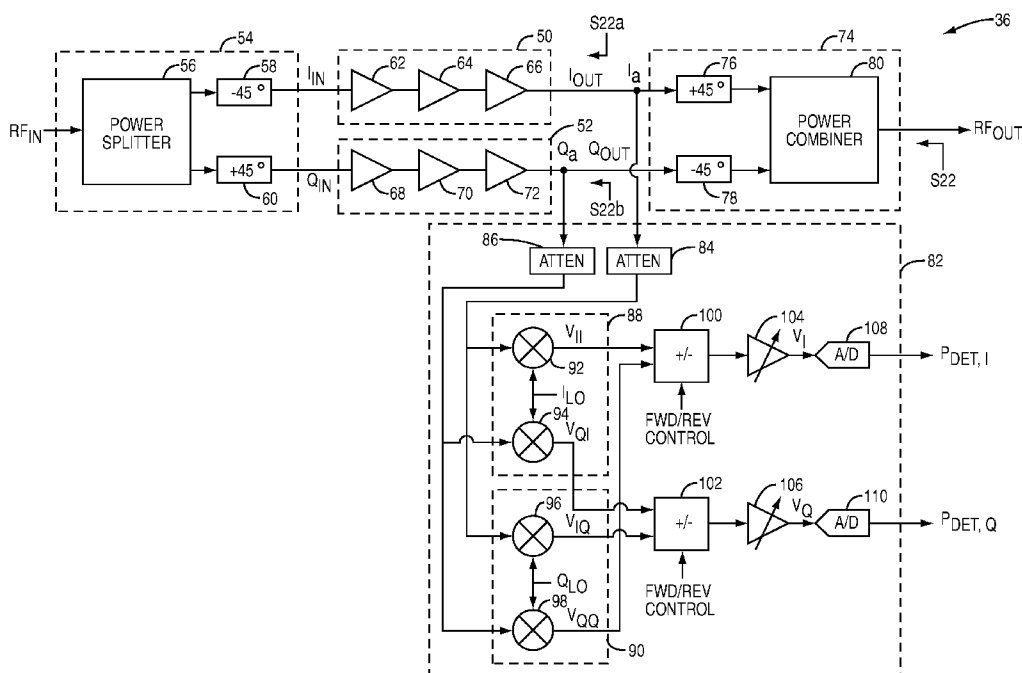 36
54
50
S22a
74
56
58
-45°
I_IN
62
64
66
I_OUT
I_a
76
+45°
80
RF_IN
POWER
SPLITTER
POWER
COMBINER
RF_OUT
52
+45°
60
Q_IN
68
70
72
Q_a
Q_OUT
S22b
-45°
78
S22
86
ATTEN
ATTEN
84
82
88
V_II
92
I_LO
94
V_QI
100
+/-
FWD/REV
CONTROL
104
V_I
108
A/D
P_DET, I
96
V_IQ
Q_LO
98
V_QQ
90
102
+/-
FWD/REV
CONTROL
106
V_Q
110
A/D
P_DET, Q